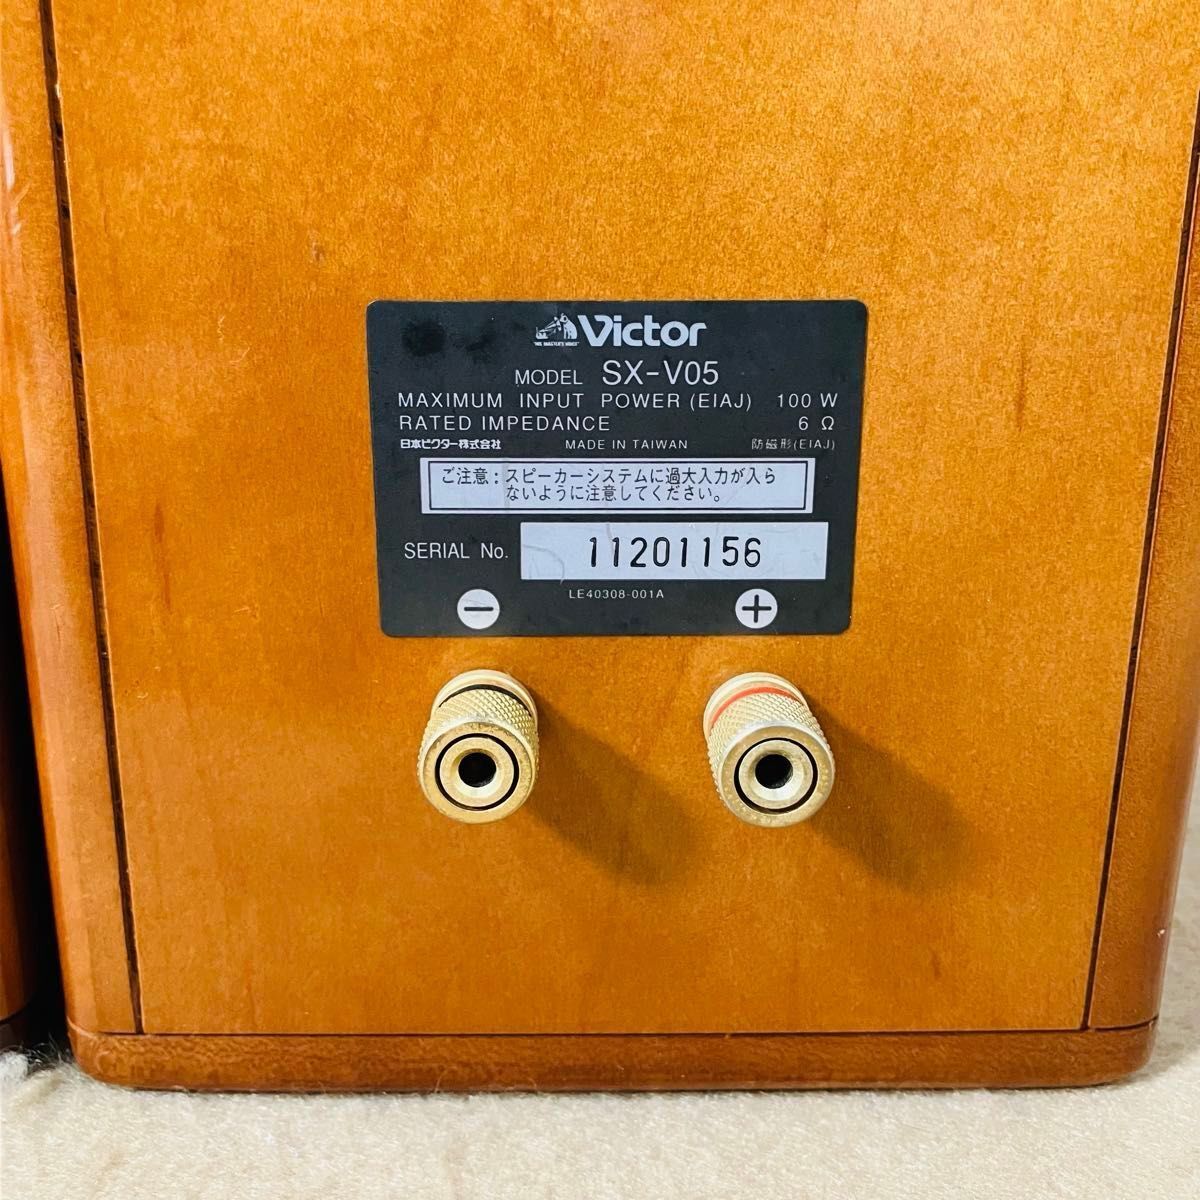 "HIS MASTER'S VOICE" Victor
MODEL SX-V05
MAXIMUM INPUT POWER (EIAJ) 100 W
RATED IMPEDANCE 6 Ω
日本ビクター株式会社 MADE IN TAIWAN 防磁形(EIAJ)
ご注意：スピーカーシステムに過大入力が入ら
ないように注意してください。
SERIAL No. 11201156
LE40308-001A
− +